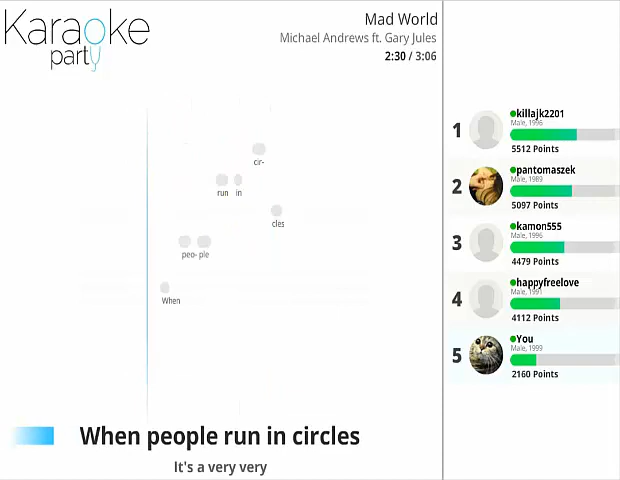 Karaoke
party
Mad World
Michael Andrews ft. Gary Jules
2:30 / 3:06
cir-
run in
cles
peo- ple
When
When people run in circles
It's a very very
1
killajk2201
Male, 1996
5512 Points
2
pantomaszek
Male, 1989
5097 Points
3
kamon555
Male, 1996
4479 Points
4
happyfreelove
Male, 1991
4112 Points
5
You
Male, 1999
2160 Points